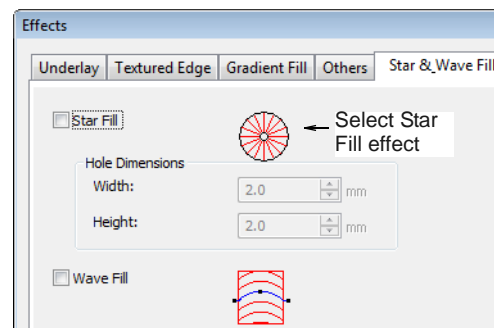 Effects
Underlay Textured Edge Gradient Fill Others Star & Wave Fill
Star Fill
Select Star
Fill effect
Hole Dimensions
Width: 2.0 mm
Height: 2.0 mm
Wave Fill